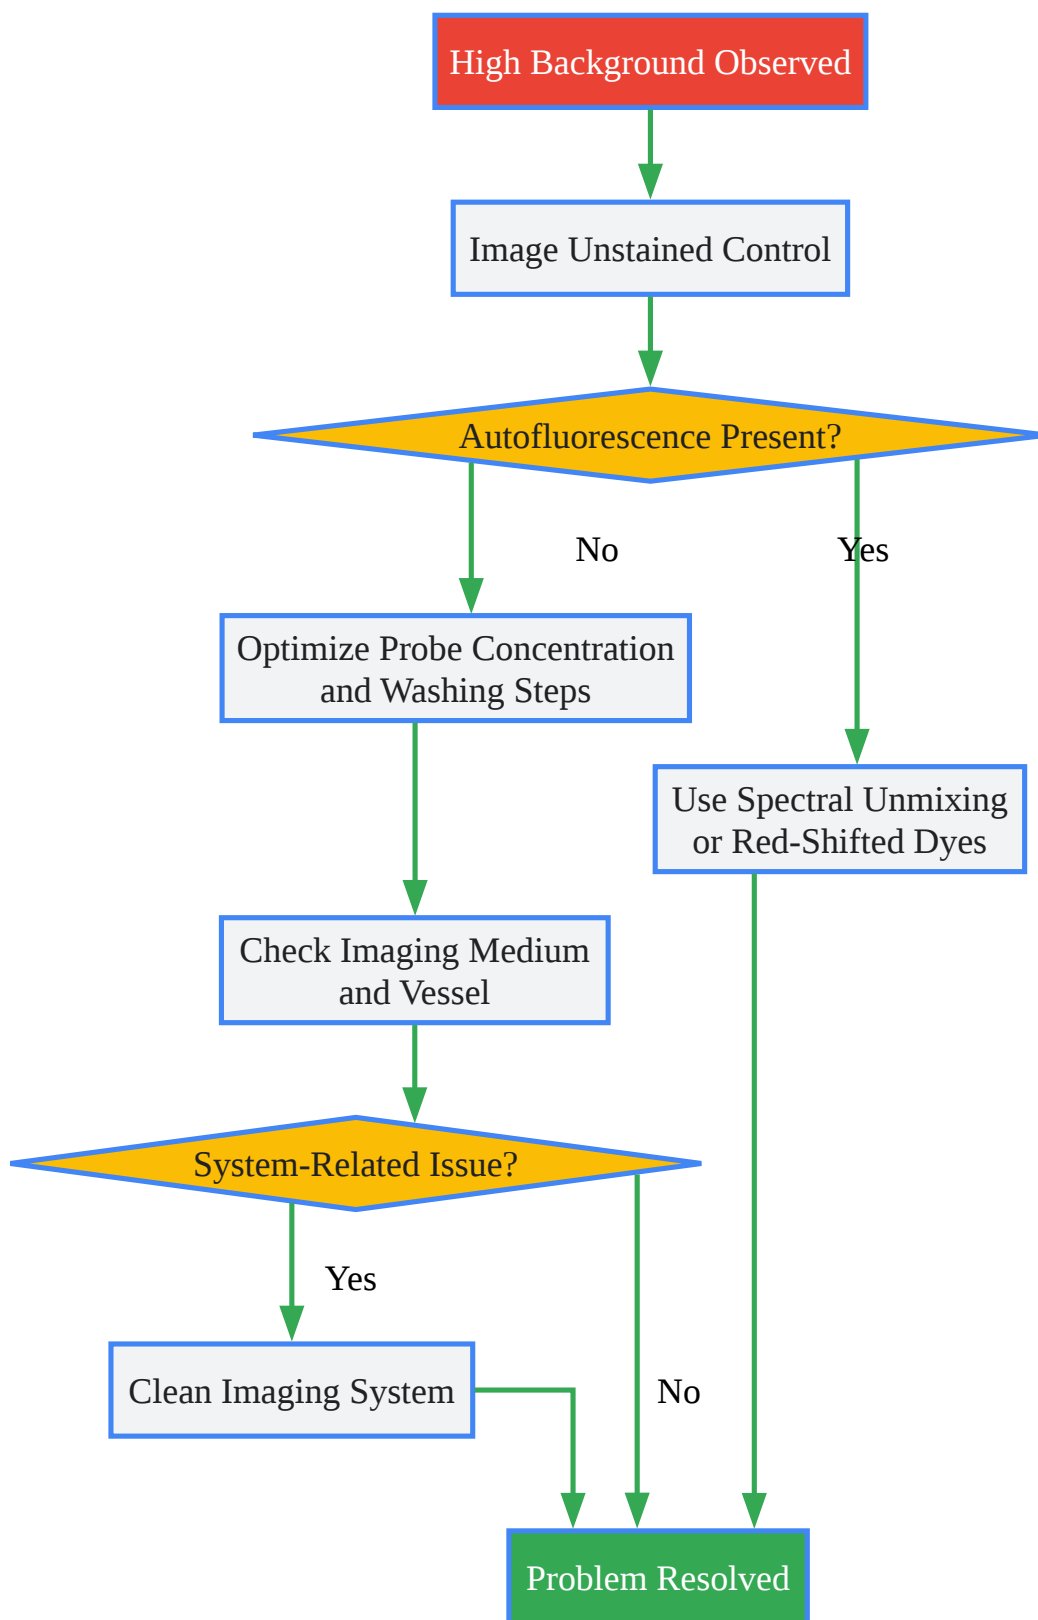 High Background Observed
Image Unstained Control
Autofluorescence Present?
No
Yes
Optimize Probe Concentration
and Washing Steps
Use Spectral Unmixing
or Red-Shifted Dyes
Check Imaging Medium
and Vessel
System-Related Issue?
Yes
Clean Imaging System
No
Problem Resolved